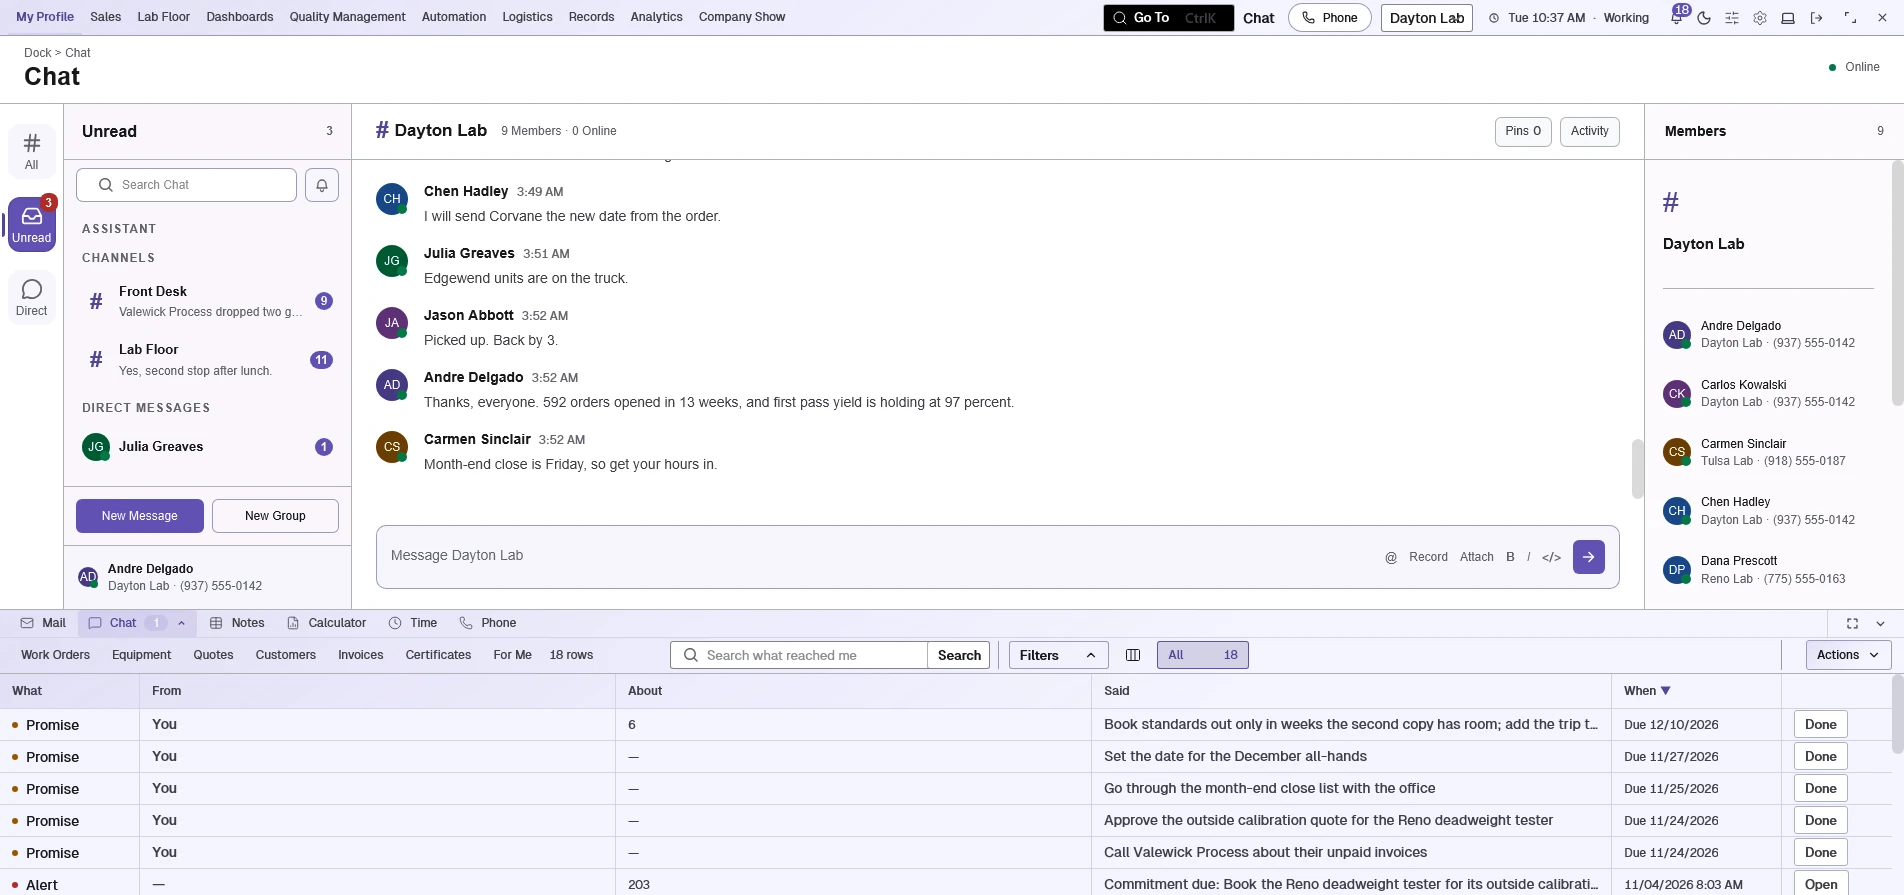 My Profile Sales Lab Floor Dashboards Quality Management Automation Logistics Records Analytics Company Show Go To CtrlK Chat Phone Dayton Lab Tue 10:37 AM · Working 18
Dock > Chat
Chat
Online
All
3
Unread
Direct
Unread 3
Search Chat
ASSISTANT
CHANNELS
Front Desk
Valewick Process dropped two g... 9
Lab Floor
Yes, second stop after lunch. 11
DIRECT MESSAGES
JG Julia Greaves 1
New Message New Group
AD Andre Delgado
Dayton Lab · (937) 555-0142
# Dayton Lab 9 Members · 0 Online Pins 0 Activity
CH Chen Hadley 3:49 AM
I will send Corvane the new date from the order.
JG Julia Greaves 3:51 AM
Edgewend units are on the truck.
JA Jason Abbott 3:52 AM
Picked up. Back by 3.
AD Andre Delgado 3:52 AM
Thanks, everyone. 592 orders opened in 13 weeks, and first pass yield is holding at 97 percent.
CS Carmen Sinclair 3:52 AM
Month-end close is Friday, so get your hours in.
Message Dayton Lab @ Record Attach B I </>
Members 9
#
Dayton Lab
AD Andre Delgado
Dayton Lab · (937) 555-0142
CK Carlos Kowalski
Dayton Lab · (937) 555-0142
CS Carmen Sinclair
Tulsa Lab · (918) 555-0187
CH Chen Hadley
Dayton Lab · (937) 555-0142
DP Dana Prescott
Reno Lab · (775) 555-0163
Mail Chat 1 Notes Calculator Time Phone
Work Orders Equipment Quotes Customers Invoices Certificates For Me 18 rows Search what reached me Search Filters All 18 Actions
What From About Said When
Promise You 6 Book standards out only in weeks the second copy has room; add the trip t... Due 12/10/2026 Done
Promise You — Set the date for the December all-hands Due 11/27/2026 Done
Promise You — Go through the month-end close list with the office Due 11/25/2026 Done
Promise You — Approve the outside calibration quote for the Reno deadweight tester Due 11/24/2026 Done
Promise You — Call Valewick Process about their unpaid invoices Due 11/24/2026 Done
Alert — 203 Commitment due: Book the Reno deadweight tester for its outside calibrati... 11/04/2026 8:03 AM Open